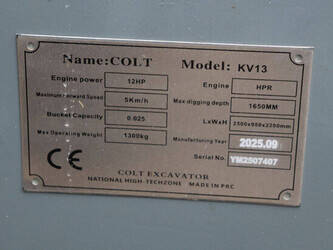 Name:COLT Model: KV13
Engine power 12HP Engine HPR
Maximum Forward Speed 5Km/h Max digging depth 1650MM
Bucket Capacity 0.025 LxWxH 2500x950x2200mm
Max Operating Weight 1300kg Manufacturing Year 2025.09
CE Serial No. YM2507407
COLT EXCAVATOR
NATIONAL HIGH-TECHZONE MADE IN PRC